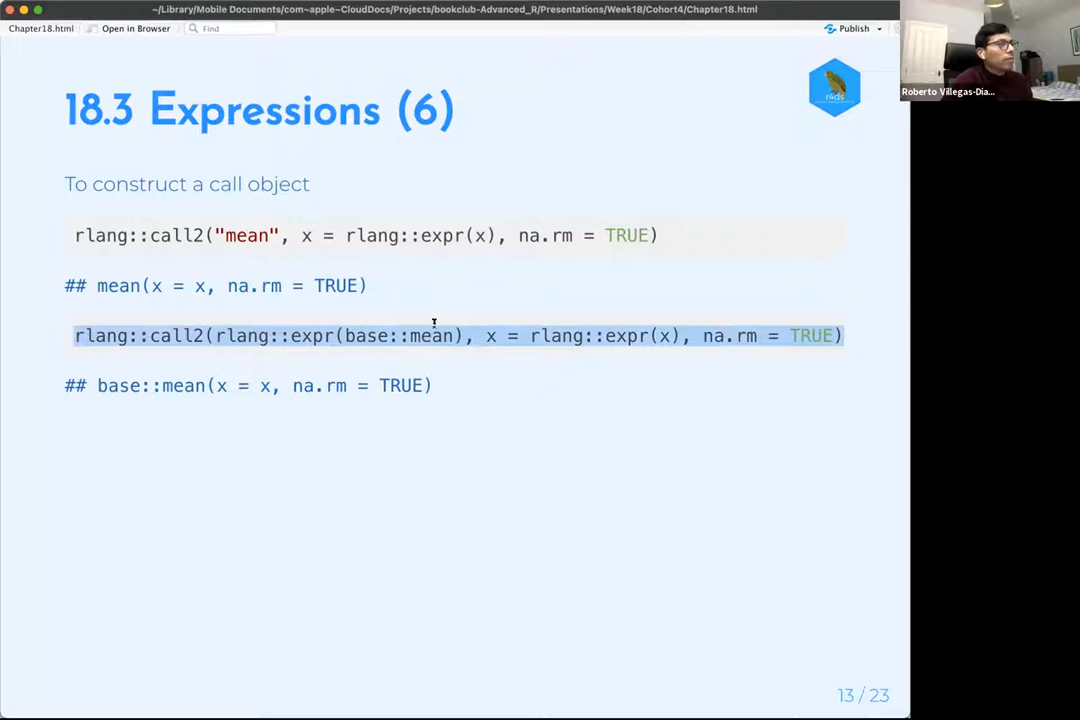 ~/Library/Mobile Documents/com~apple~CloudDocs/Projects/bookclub-Advanced_R/Presentations/Week18/Cohort4/Chapter18.html
Chapter18.html
Open in Browser
Find
Publish
Roberto Villegas-Dia...
18.3 Expressions (6)
r4ds
To construct a call object
rlang::call2("mean", x = rlang::expr(x), na.rm = TRUE)
## mean(x = x, na.rm = TRUE)
rlang::call2(rlang::expr(base::mean), x = rlang::expr(x), na.rm = TRUE)
## base::mean(x = x, na.rm = TRUE)
13 / 23